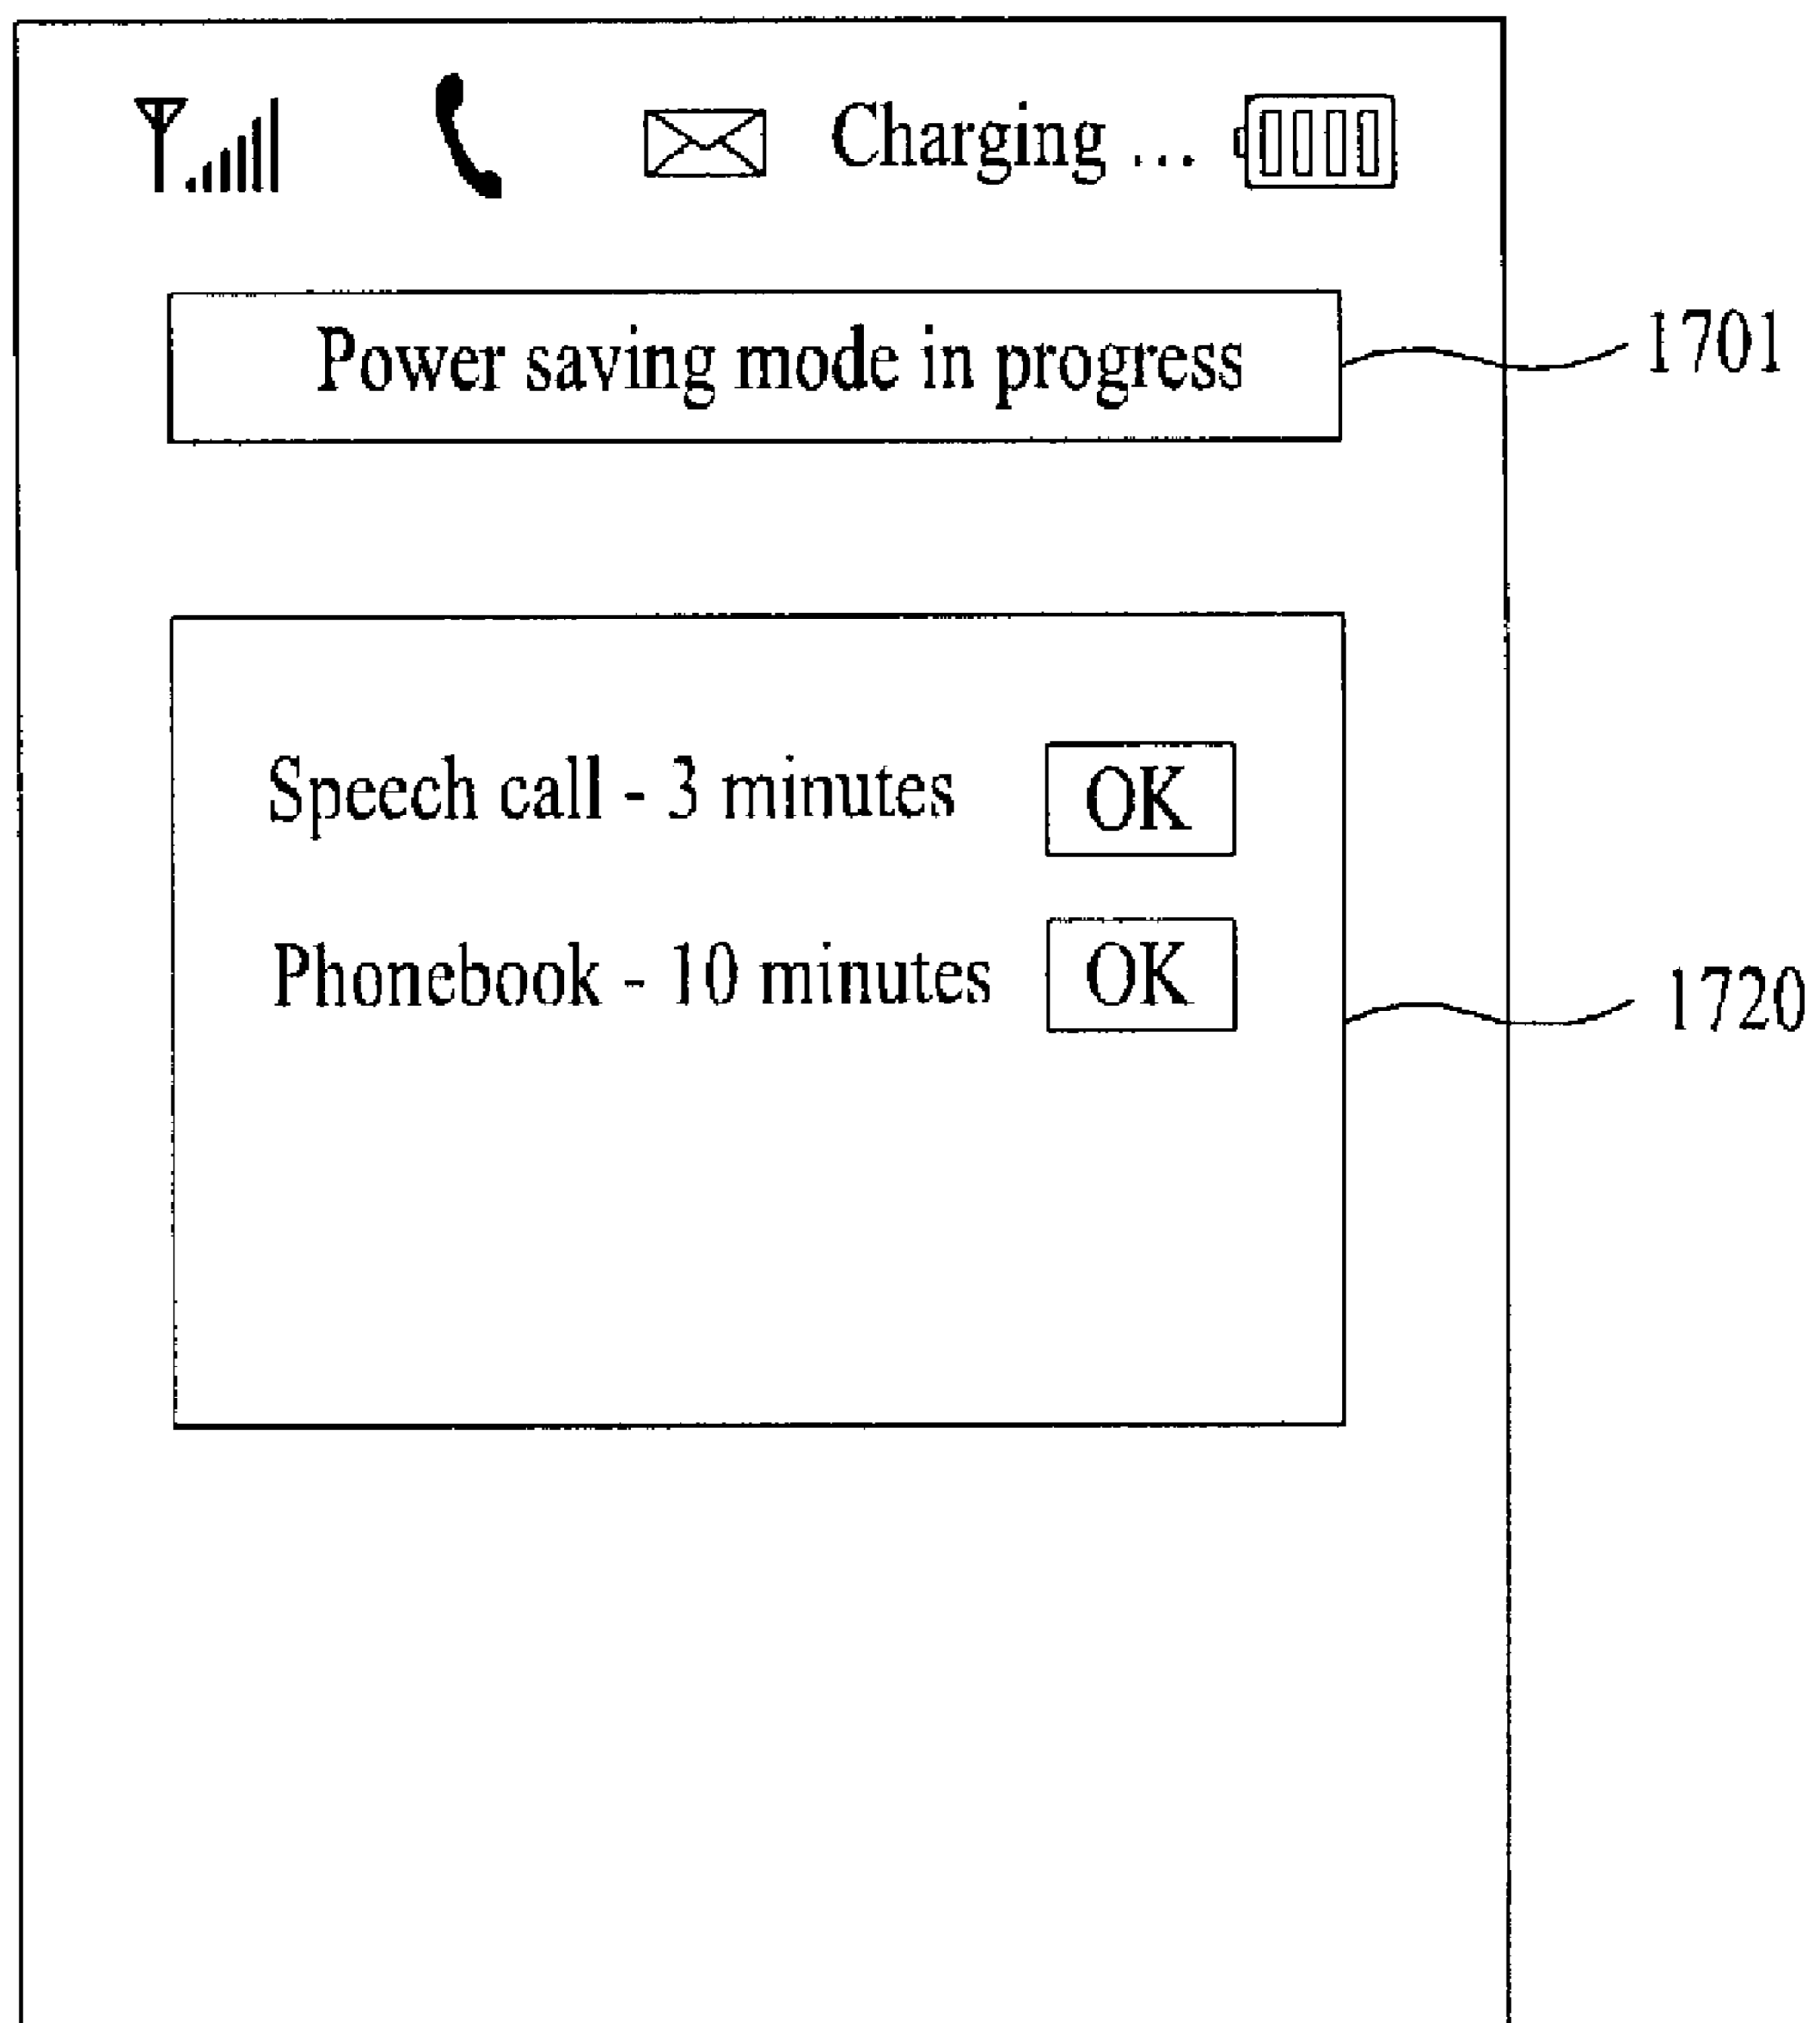 Charging ...
Power saving mode in progress
1701
Speech call - 3 minutes OK
Phonebook - 10 minutes OK
1720